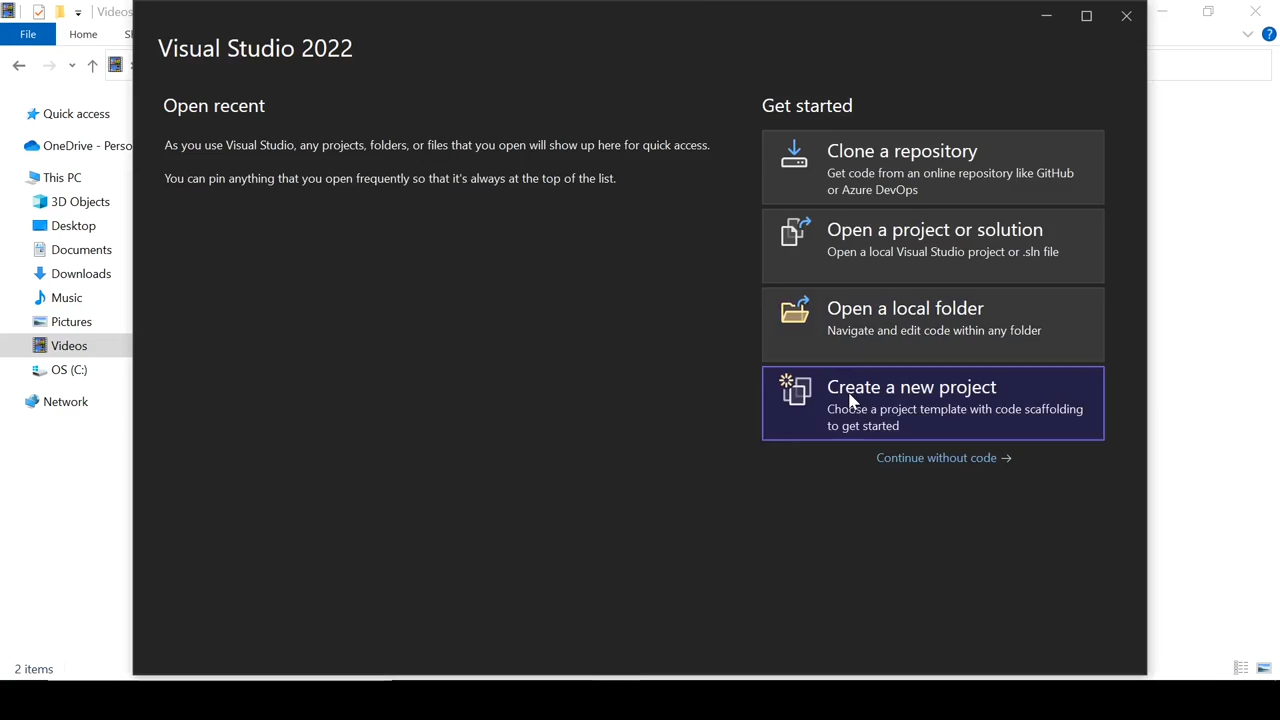 Videos
File
Home
Visual Studio 2022
Open recent
As you use Visual Studio, any projects, folders, or files that you open will show up here for quick access.
You can pin anything that you open frequently so that it's always at the top of the list.
Get started
Clone a repository
Get code from an online repository like GitHub
or Azure DevOps
Open a project or solution
Open a local Visual Studio project or .sln file
Open a local folder
Navigate and edit code within any folder
Create a new project
Choose a project template with code scaffolding
to get started
Continue without code →
Quick access
OneDrive - Perso
This PC
3D Objects
Desktop
Documents
Downloads
Music
Pictures
Videos
OS (C:)
Network
2 items